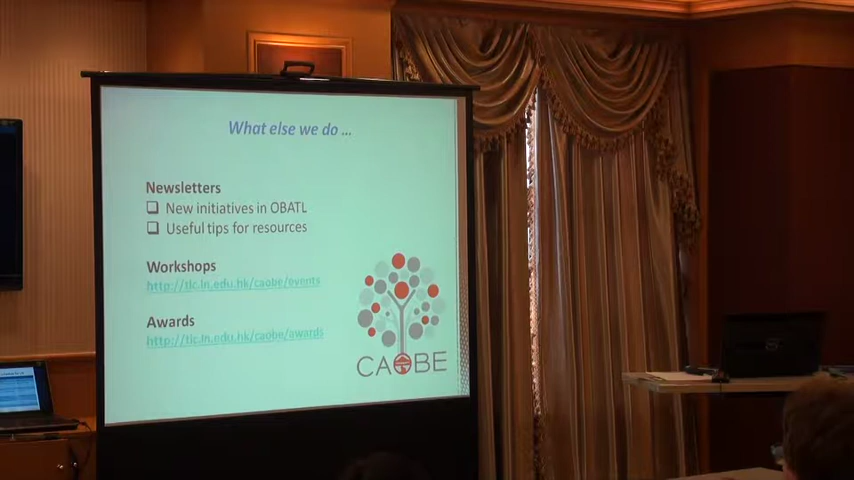 What else we do ...
Newsletters
❑ New initiatives in OBATL
❑ Useful tips for resources
Workshops
http://tlc.ln.edu.hk/caobe/events
Awards
http://tlc.ln.edu.hk/caobe/awards
CAOBE